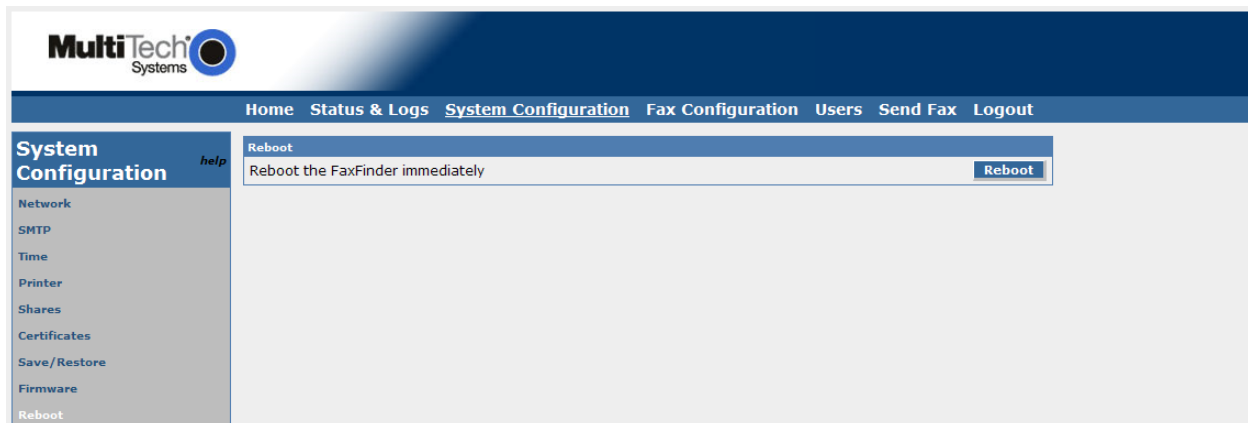 MultiTech
Systems
Home Status & Logs System Configuration Fax Configuration Users Send Fax Logout
System
Configuration
help
Network
SMTP
Time
Printer
Shares
Certificates
Save/Restore
Firmware
Reboot
Reboot
Reboot the FaxFinder immediately
Reboot